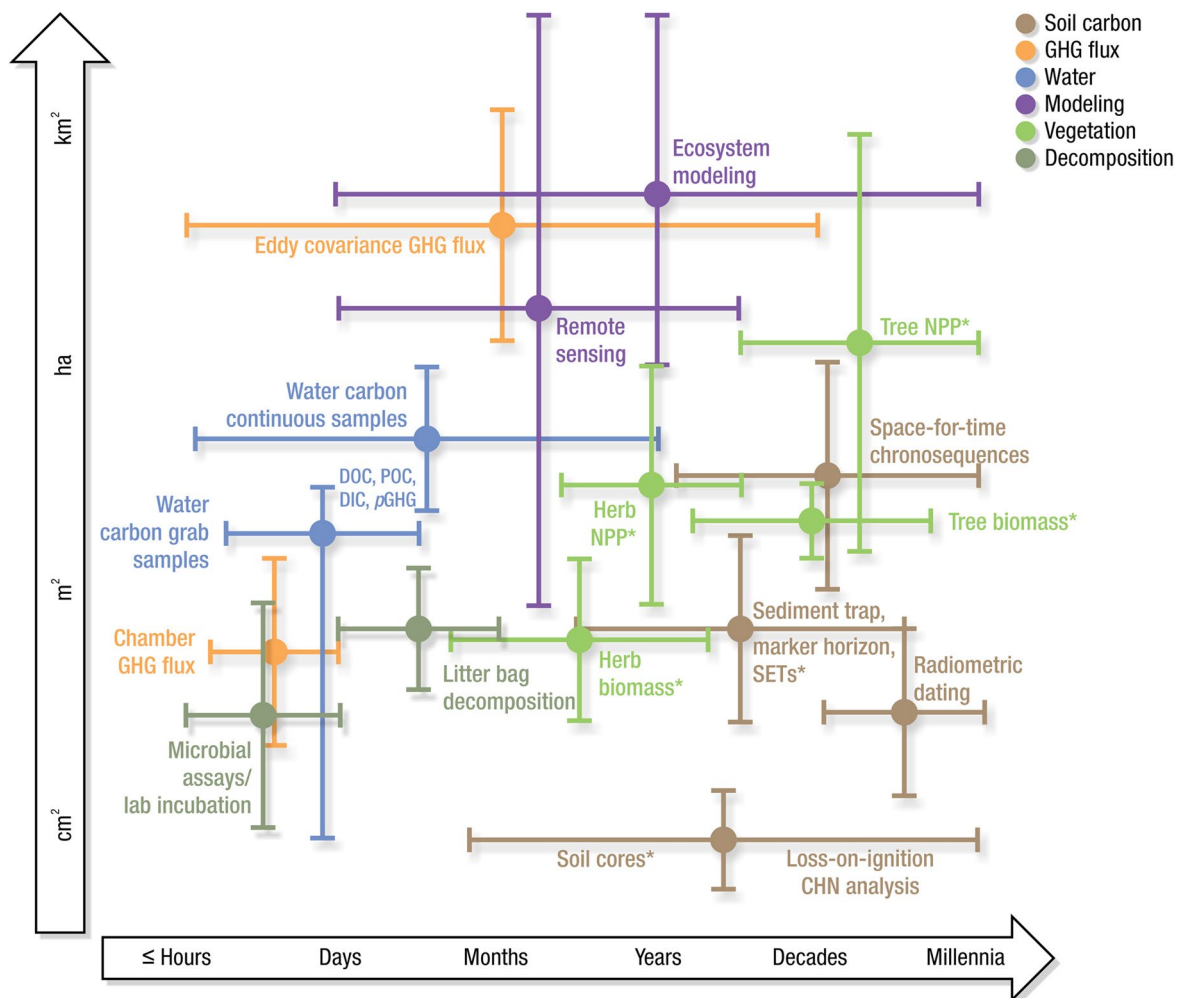 Soil carbon
GHG flux
Water
Modeling
Vegetation
Decomposition
km²
ha
m²
cm²
Ecosystem
modeling
Eddy covariance GHG flux
Remote
sensing
Tree NPP*
Water carbon
continuous samples
Space-for-time
chronosequences
DOC, POC,
DIC, pGHG
Water
carbon grab
samples
Herb
NPP*
Tree biomass*
Chamber
GHG flux
Litter bag
decomposition
Herb
biomass*
Sediment trap,
marker horizon,
SETs*
Radiometric
dating
Microbial
assays/
lab incubation
Soil cores*
Loss-on-ignition
CHN analysis
≤ Hours
Days
Months
Years
Decades
Millennia